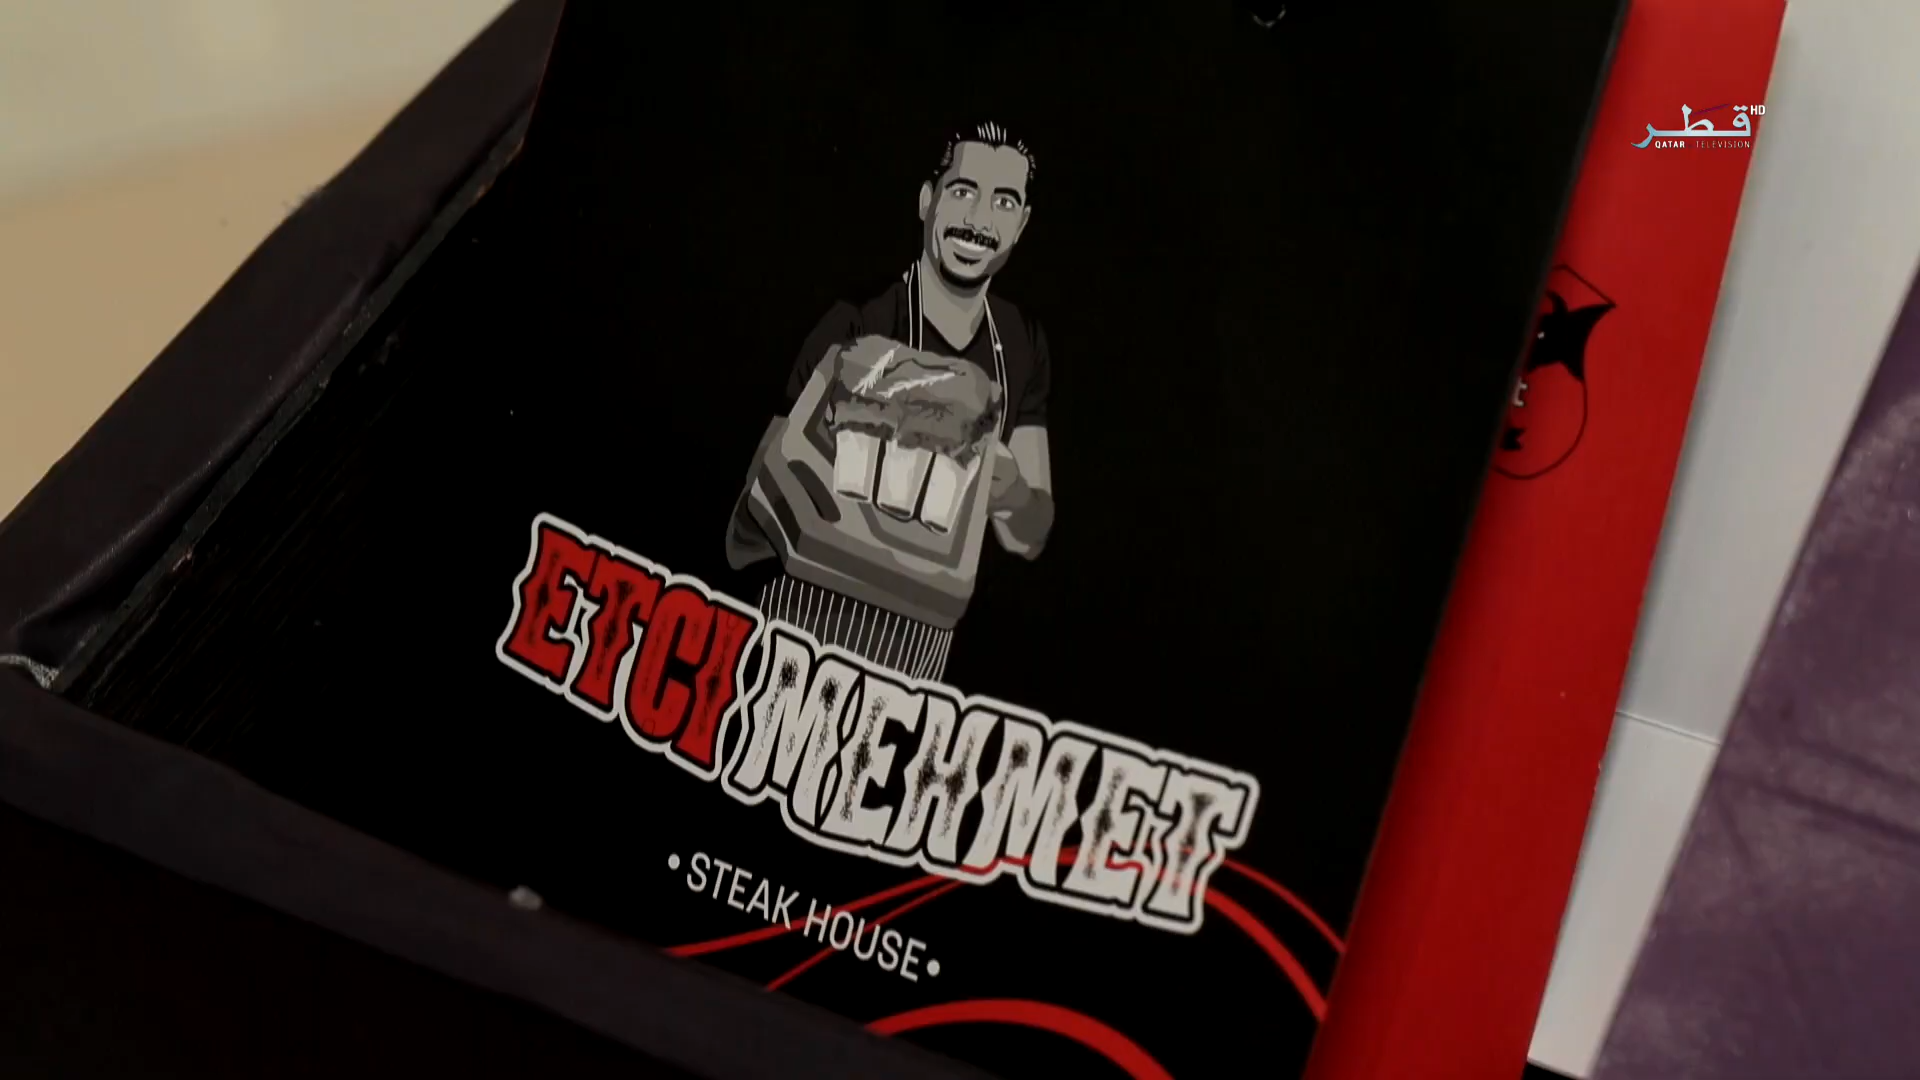 قطر HD
QATAR TELEVISION
ETCI MEHMET
• STEAK HOUSE •